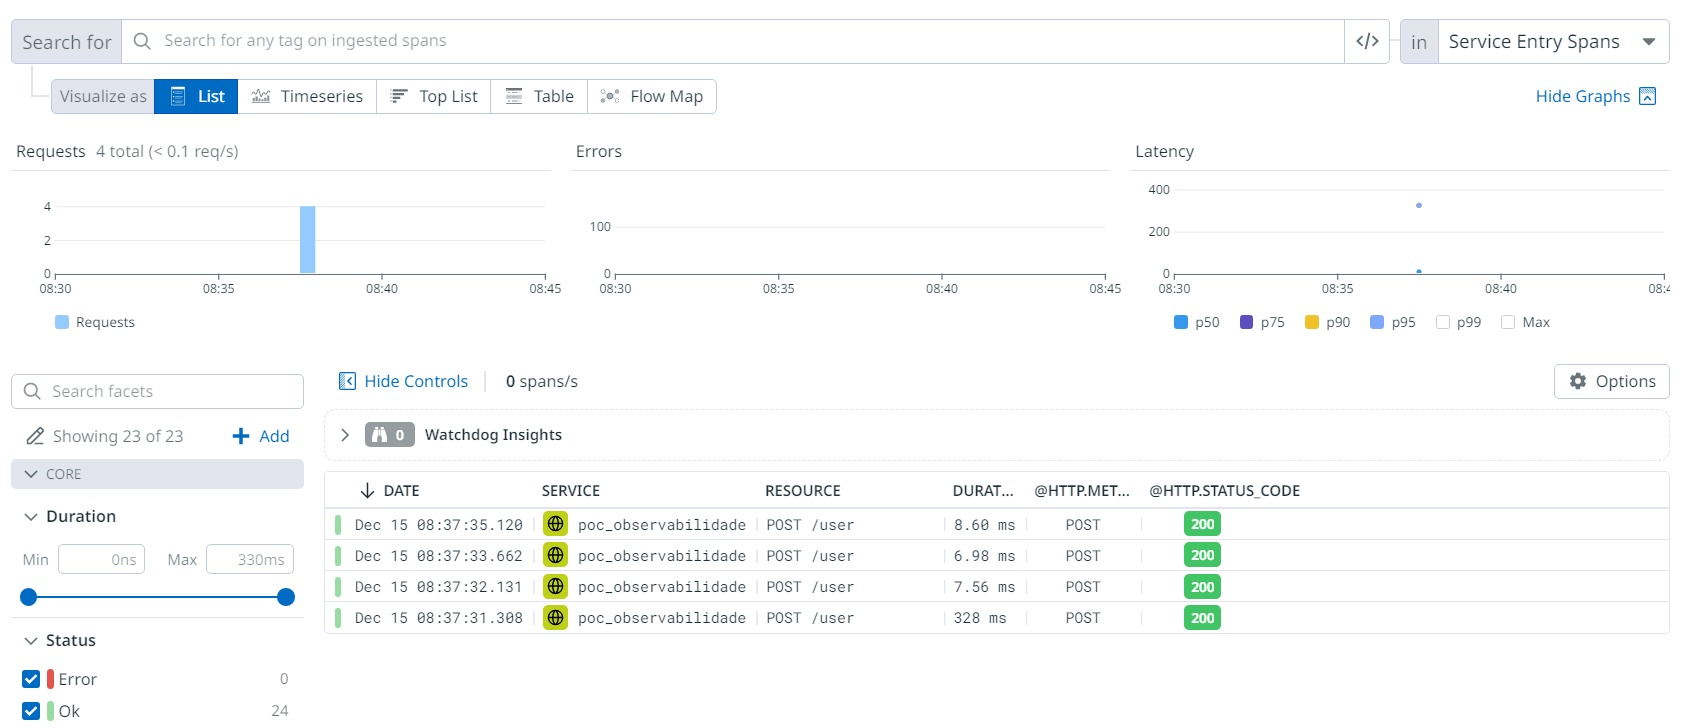 Search for Search for any tag on ingested spans </> in Service Entry Spans
Visualize as List Timeseries Top List Table Flow Map Hide Graphs
Requests 4 total (< 0.1 req/s)
4
2
0
08:30 08:35 08:40 08:45
Requests
Errors
100
0
08:30 08:35 08:40 08:45
Latency
400
200
0
08:30 08:35 08:40 08:4
p50 p75 p90 p95 p99 Max
Search facets
Showing 23 of 23 Add
CORE
Duration
Min 0ns Max 330ms
Status
Error 0
Ok 24
Hide Controls 0 spans/s Options
0 Watchdog Insights
DATE SERVICE RESOURCE DURAT... @HTTP.MET... @HTTP.STATUS_CODE
Dec 15 08:37:35.120 poc_observabilidade POST /user 8.60 ms POST 200
Dec 15 08:37:33.662 poc_observabilidade POST /user 6.98 ms POST 200
Dec 15 08:37:32.131 poc_observabilidade POST /user 7.56 ms POST 200
Dec 15 08:37:31.308 poc_observabilidade POST /user 328 ms POST 200